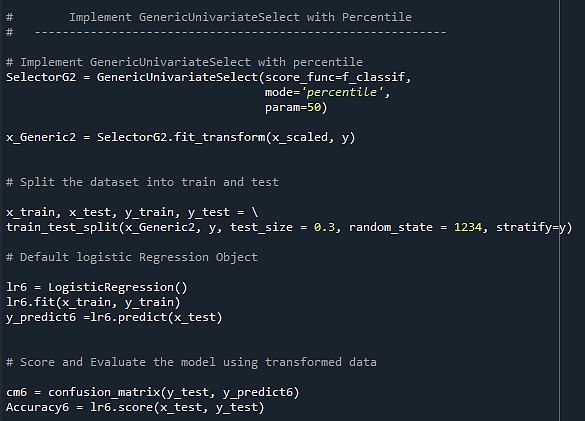 #        Implement GenericUnivariateSelect with Percentile
#   ---------------------------------------------------------
# Implement GenericUnivariateSelect with percentile
SelectorG2 = GenericUnivariateSelect(score_func=f_classif,
                                     mode='percentile',
                                     param=50)
x_Generic2 = SelectorG2.fit_transform(x_scaled, y)
# Split the dataset into train and test
x_train, x_test, y_train, y_test = \
train_test_split(x_Generic2, y, test_size = 0.3, random_state = 1234, stratify=y)
# Default logistic Regression Object
lr6 = LogisticRegression()
lr6.fit(x_train, y_train)
y_predict6 =lr6.predict(x_test)
# Score and Evaluate the model using transformed data
cm6 = confusion_matrix(y_test, y_predict6)
Accuracy6 = lr6.score(x_test, y_test)